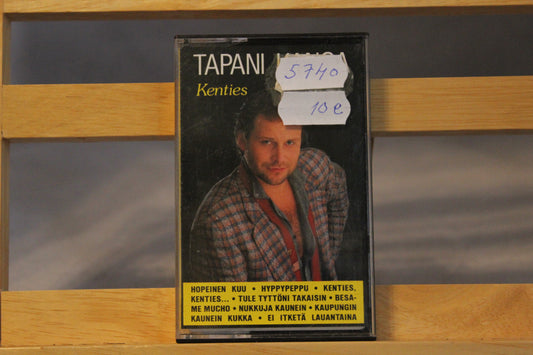 TAPANI
5740
10e
Kenties
HOPEINEN KUU • HYPPYPEPPU • KENTIES,
KENTIES... • TULE TYTTÖNI TAKAISIN • BESA-
ME MUCHO • NUKKUJA KAUNEIN • KAUPUNGIN
KAUNEIN KUKKA • EI ITKETÄ LAUANTAINA